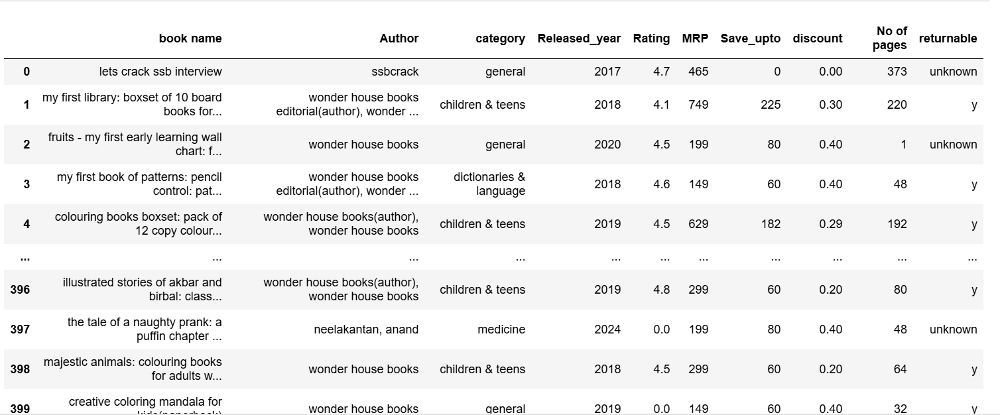 book name Author category Released_year Rating MRP Save_upto discount No of pages returnable
0 lets crack ssb interview ssbcrack general 2017 4.7 465 0 0.00 373 unknown
1 my first library: boxset of 10 board books for... wonder house books editorial(author), wonder ... children & teens 2018 4.1 749 225 0.30 220 y
2 fruits - my first early learning wall chart: f... wonder house books general 2020 4.5 199 80 0.40 1 unknown
3 my first book of patterns: pencil control: pat... wonder house books editorial(author), wonder ... dictionaries & language 2018 4.6 149 60 0.40 48 y
4 colouring books boxset: pack of 12 copy colour... wonder house books(author), wonder house books children & teens 2019 4.5 629 182 0.29 192 y
... ... ... ... ... ... ... ... ... ... ...
396 illustrated stories of akbar and birbal: class... wonder house books(author), wonder house books children & teens 2019 4.8 299 60 0.20 80 y
397 the tale of a naughty prank: a puffin chapter ... neelakantan, anand medicine 2024 0.0 199 80 0.40 48 unknown
398 majestic animals: colouring books for adults w... wonder house books children & teens 2018 4.5 299 60 0.20 64 y
399 creative coloring mandala for wonder house books general 2019 0.0 149 60 0.40 32 y